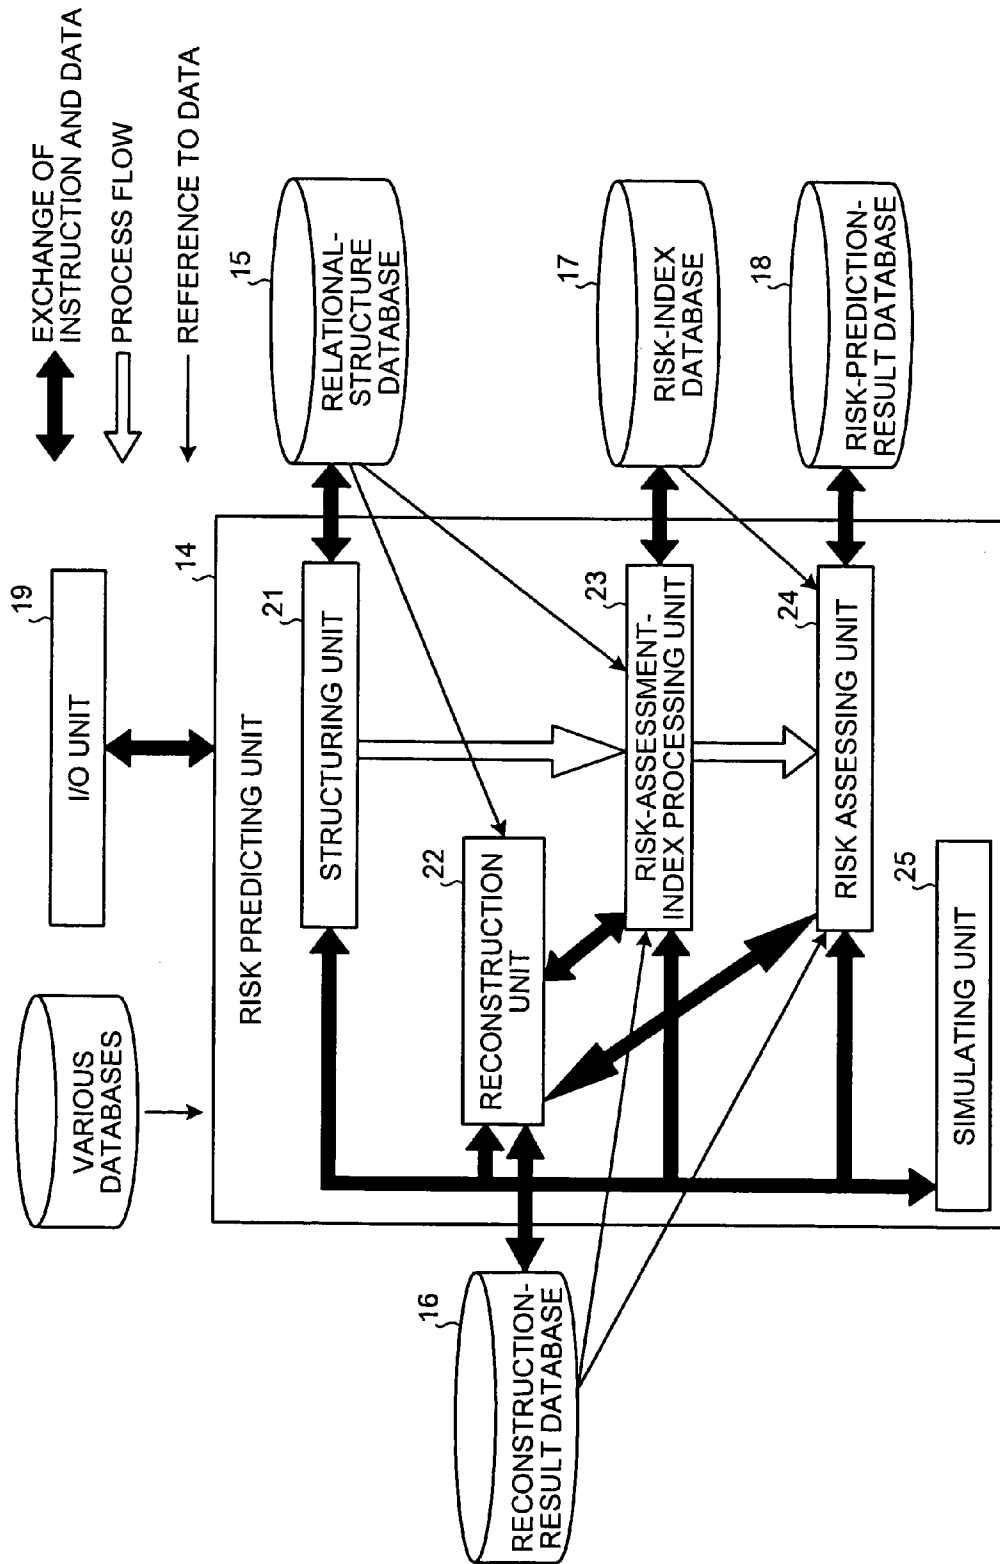 VARIOUS
DATABASES
19
I/O UNIT
EXCHANGE OF
INSTRUCTION AND DATA
PROCESS FLOW
REFERENCE TO DATA
14
RISK PREDICTING UNIT
21
STRUCTURING UNIT
15
RELATIONAL-
STRUCTURE
DATABASE
16
RECONSTRUCTION-
RESULT DATABASE
22
RECONSTRUCTION
UNIT
23
RISK-ASSESSMENT-
INDEX PROCESSING UNIT
17
RISK-INDEX
DATABASE
24
RISK ASSESSING UNIT
18
RISK-PREDICTION-
RESULT DATABASE
25
SIMULATING UNIT